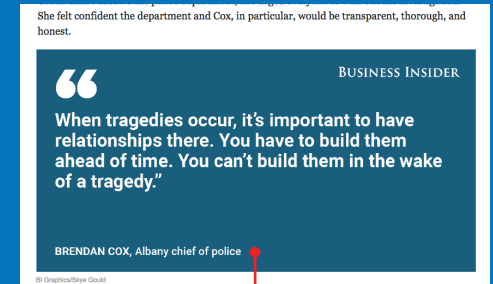 She felt confident the department and Cox, in particular, would be transparent, thorough, and
honest.
BUSINESS INSIDER
“
When tragedies occur, it’s important to have
relationships there. You have to build them
ahead of time. You can’t build them in the wake
of a tragedy.”
BRENDAN COX, Albany chief of police
BI Graphics/Skye Gould